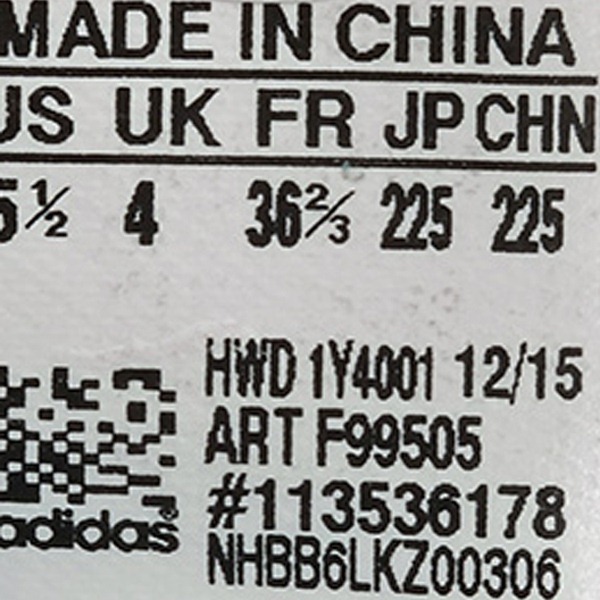 MADE IN CHINA
US UK FR JP CHN
5½ 4 36⅔ 225 225
HWD 1Y4001 12/15
ART F99505
#113536178
adidas®
NHBB6LKZ00306